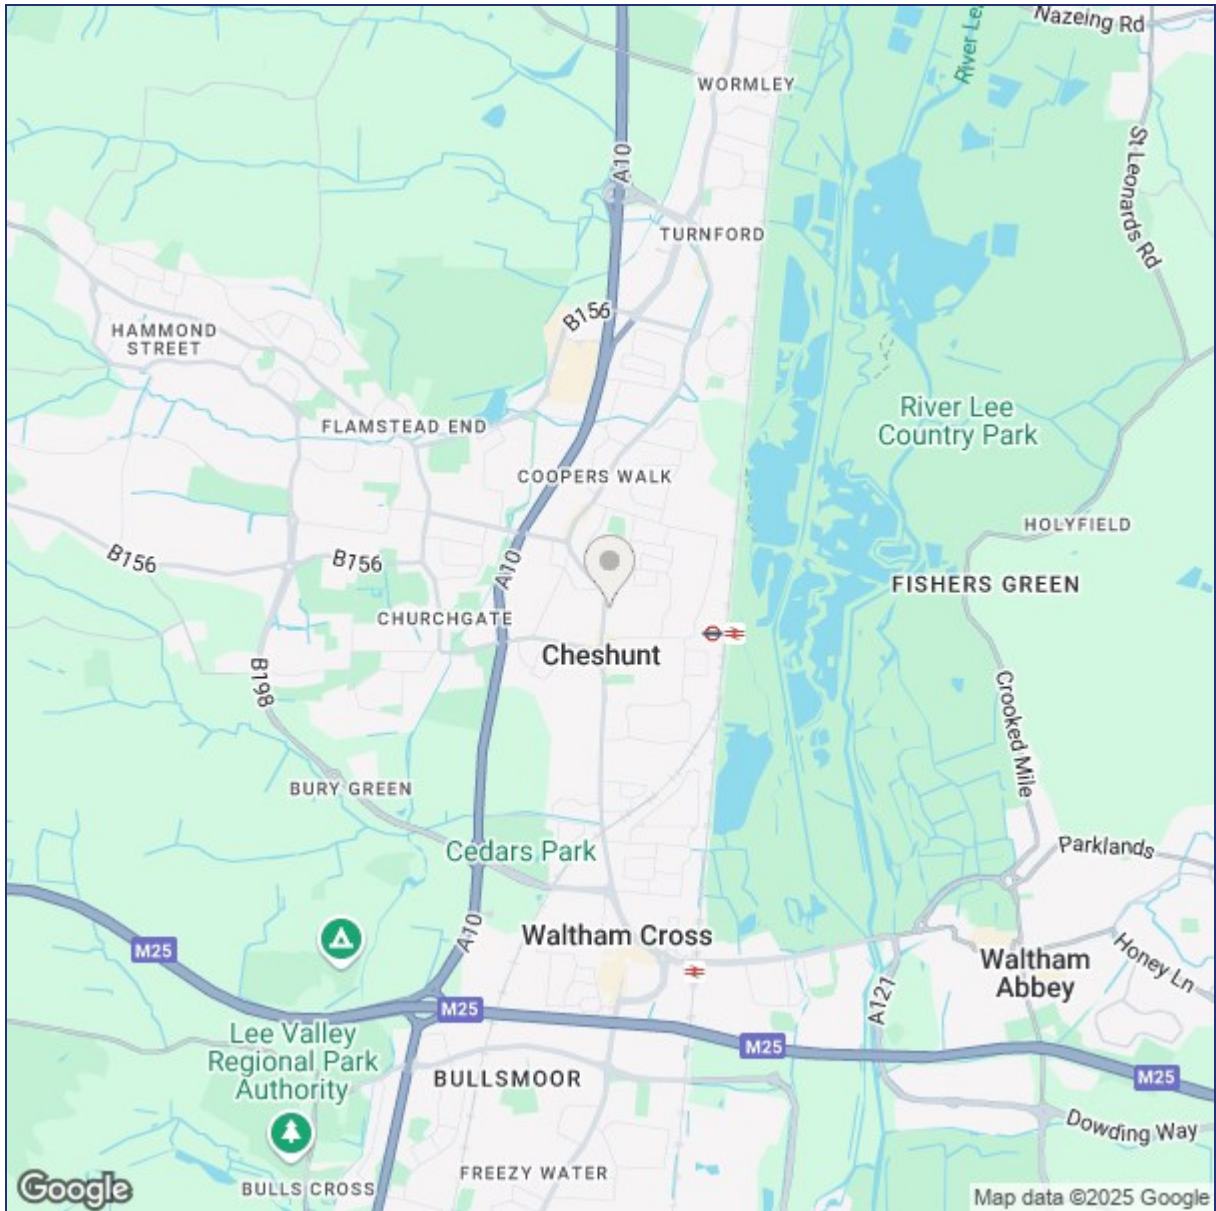 Nazeing Rd
River Lee
WORMLEY
A10
St Leonards Rd
TURNFORD
B156
HAMMOND
STREET
River Lee
Country Park
FLAMSTEAD END
COOPERS WALK
HOLYFIELD
B156
B156
A10
FISHERS GREEN
CHURCHGATE
Cheshunt
B198
Crooked Mile
BURY GREEN
Cedars Park
Parklands
A10
Waltham Cross
M25
Waltham
Abbey
Honey Ln
A121
M25
Lee Valley
Regional Park
Authority
M25
BULLSMOOR
M25
Dowding Way
FREEZY WATER
BULLS CROSS
Google
Map data ©2025 Google